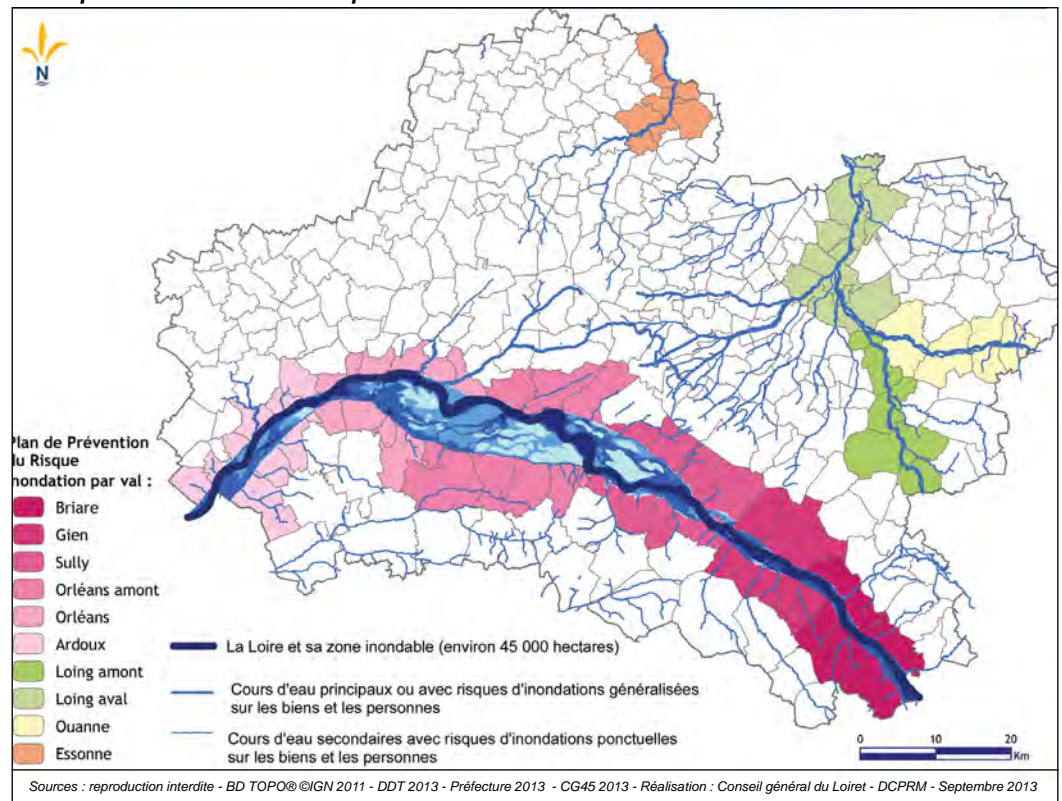 N
Plan de Prévention
du Risque
Inondation par val :
Briare
Gien
Sully
Orléans amont
Orléans
Ardoux
Loing amont
Loing aval
Ouanne
Essonne
La Loire et sa zone inondable (environ 45 000 hectares)
Cours d'eau principaux ou avec risques d'inondations généralisées
sur les biens et les personnes
Cours d'eau secondaires avec risques d'inondations ponctuelles
sur les biens et les personnes
0 10 20
Km
Sources : reproduction interdite - BD TOPO® ©IGN 2011 - DDT 2013 - Préfecture 2013 - CG45 2013 - Réalisation : Conseil général du Loiret - DCPRM - Septembre 2013